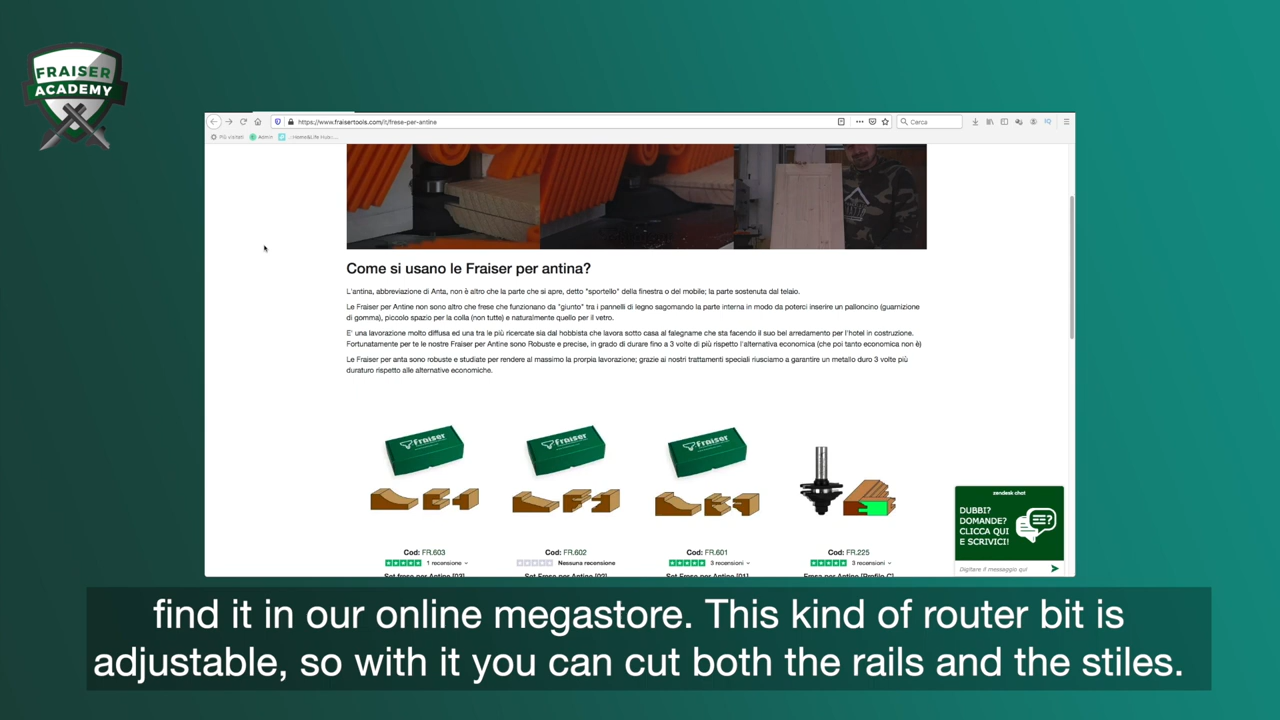 FRAISER
ACADEMY
https://www.fraisertools.com/it/frese-per-antine
Cerca
Più visitati
Admin
Come si usano le Fraiser per antina?
L'antina, abbreviazione di Anta, non è altro che la parte che si apre, detto "sportello" della finestra o del mobile; la parte sostenuta dal telaio.
Le Fraiser per Antine non sono altro che frese che funzionano da "giunto" tra i pannelli di legno sagomando la parte interna in modo da poterci inserire un palloncino (guarnizione
di gomma), piccolo spazio per la colla (non tutte) e naturalmente quello per il vetro.
E' una lavorazione molto diffusa ed una tra le più ricercate sia dal hobbista che lavora sotto casa al falegname che sta facendo il suo bel arredamento per l'hotel in costruzione.
Fortunatamente per te le nostre Fraiser per Antine sono Robuste e precise, in grado di durare fino a 3 volte di più rispetto l'alternativa economica (che poi tanto economica non è)
Le Fraiser per anta sono robuste e studiate per rendere al massimo la prorpia lavorazione; grazie ai nostri trattamenti speciali riusciamo a garantire un metallo duro 3 volte più
duraturo rispetto alle alternative economiche.
Fraiser
Fraiser
Fraiser
Cod: FR.603
Cod: FR.602
Cod: FR.601
Cod: FR.225
1 recensione
Nessuna recensione
3 recensioni
3 recensioni
Set frese per Antine [03]
Set Frese per Antine [02]
Set Frese per Antine [01]
Fresa per Antine [Profilo C]
zendesk chat
DUBBI?
DOMANDE?
CLICCA QUI
E SCRIVICI!
Digitare il messaggio qui
find it in our online megastore. This kind of router bit is
adjustable, so with it you can cut both the rails and the stiles.